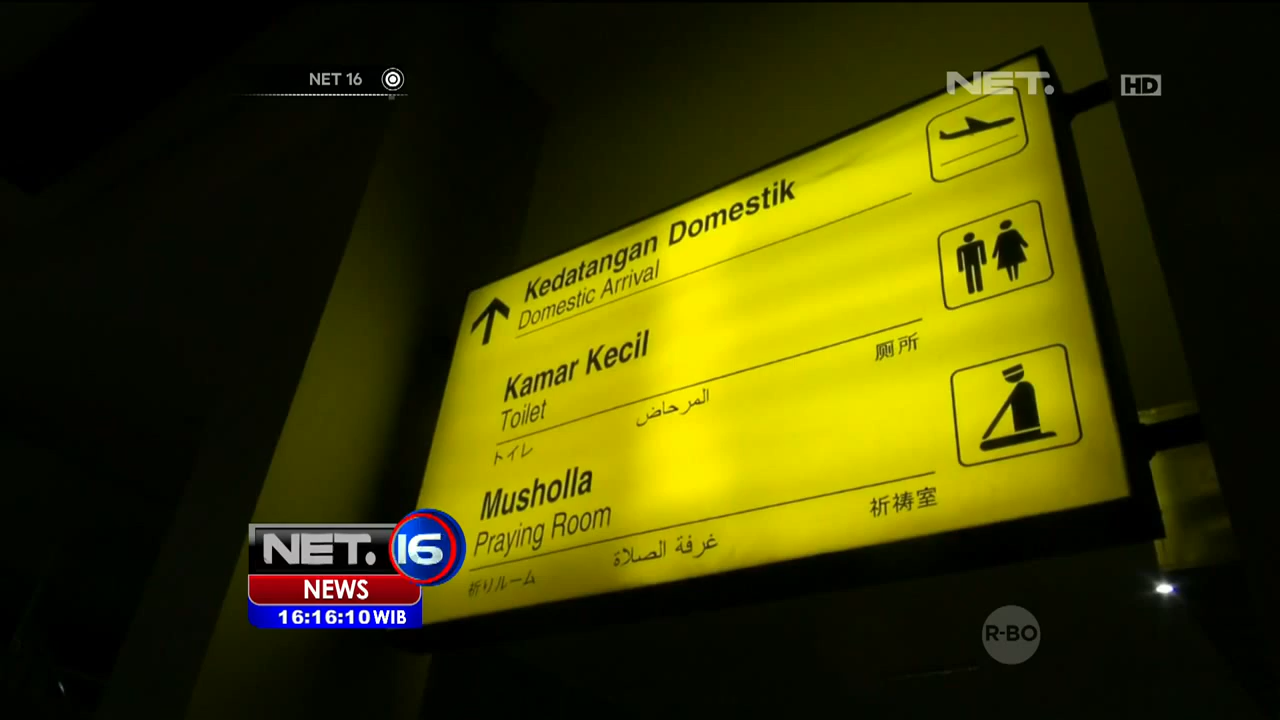 NET 16
NET.
HD
Kedatangan Domestik
Domestic Arrival
Kamar Kecil
Toilet
トイレ
المرحاض
厕所
Musholla
Praying Room
祈りルーム
غرفة الصلاة
祈祷室
NET. 16
NEWS
16:16:10 WIB
R-BO